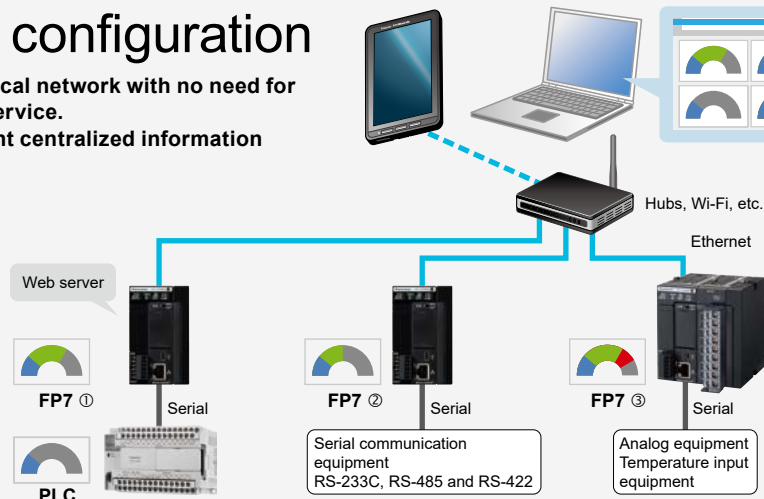 configuration
cal network with no need for
ervice.
nt centralized information
Hubs, Wi-Fi, etc.
Ethernet
Web server
FP7 ①
Serial
FP7 ②
Serial
FP7 ③
Serial
PLC
Serial communication
equipment
RS-233C, RS-485 and RS-422
Analog equipment
Temperature input
equipment